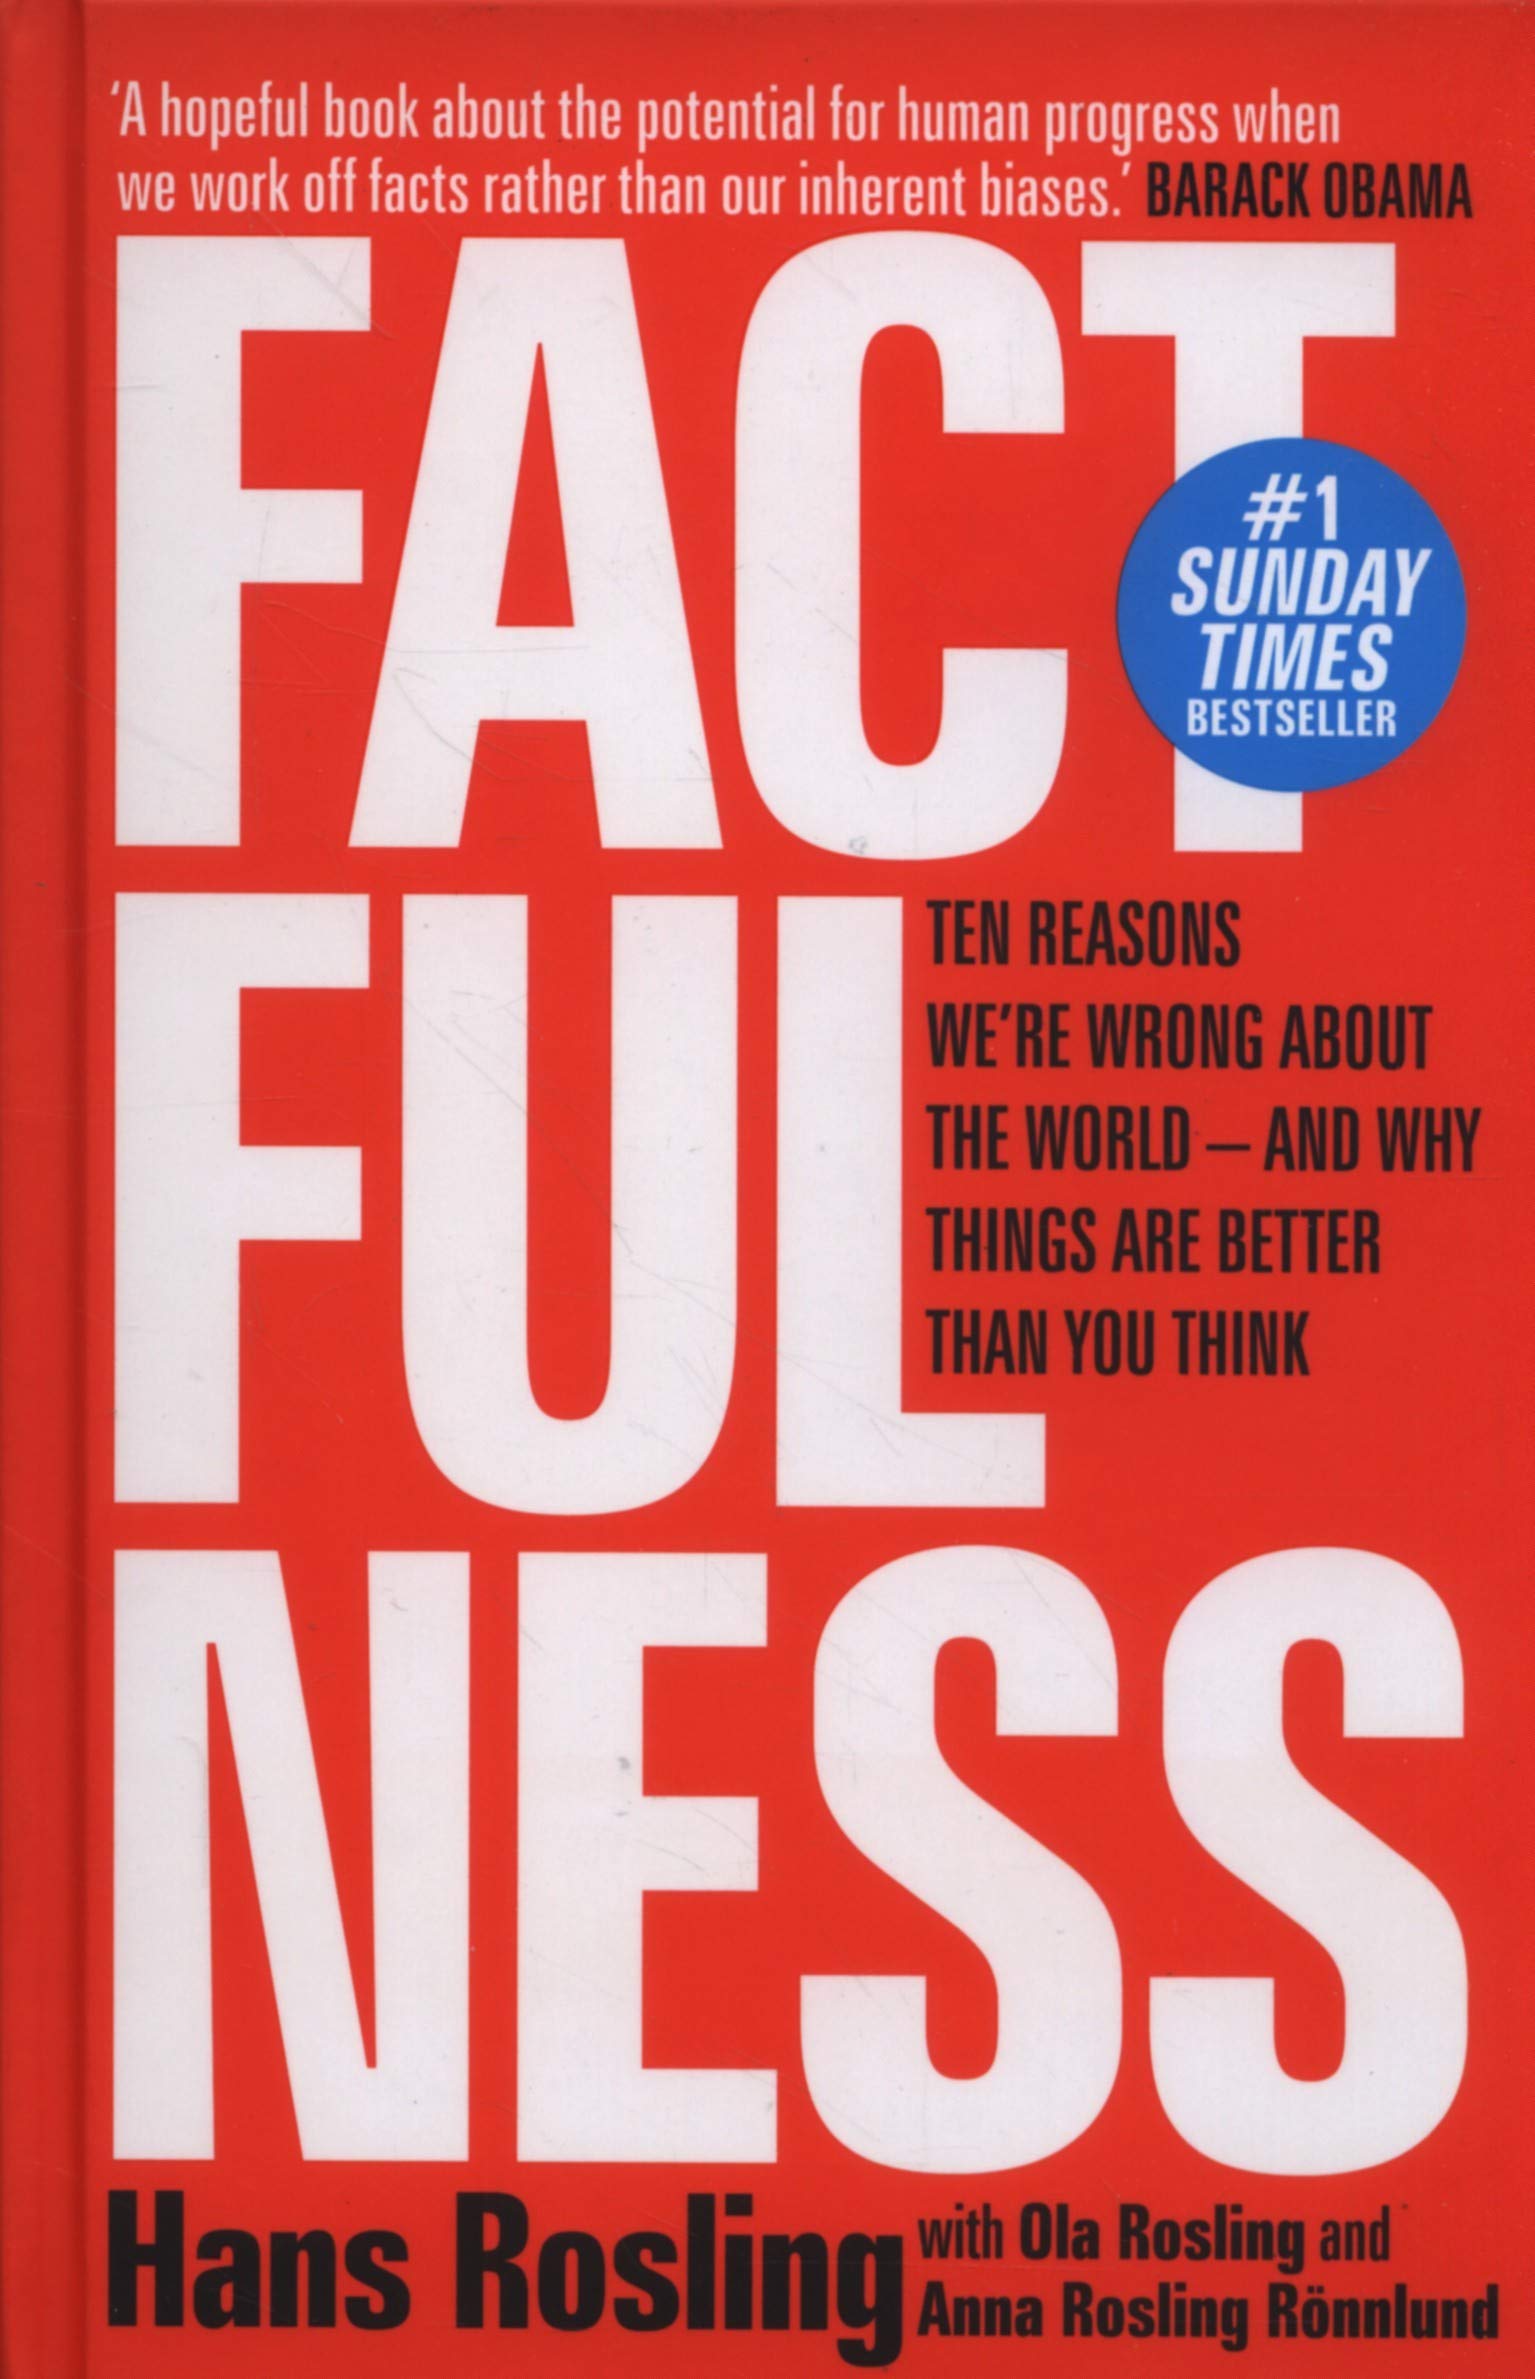 ‘A hopeful book about the potential for human progress when
we work off facts rather than our inherent biases.’ BARACK OBAMA
FACT
#1
SUNDAY
TIMES
BESTSELLER
FUL
TEN REASONS
WE’RE WRONG ABOUT
THE WORLD – AND WHY
THINGS ARE BETTER
THAN YOU THINK
NESS
Hans Rosling
with Ola Rosling and
Anna Rosling Rönnlund